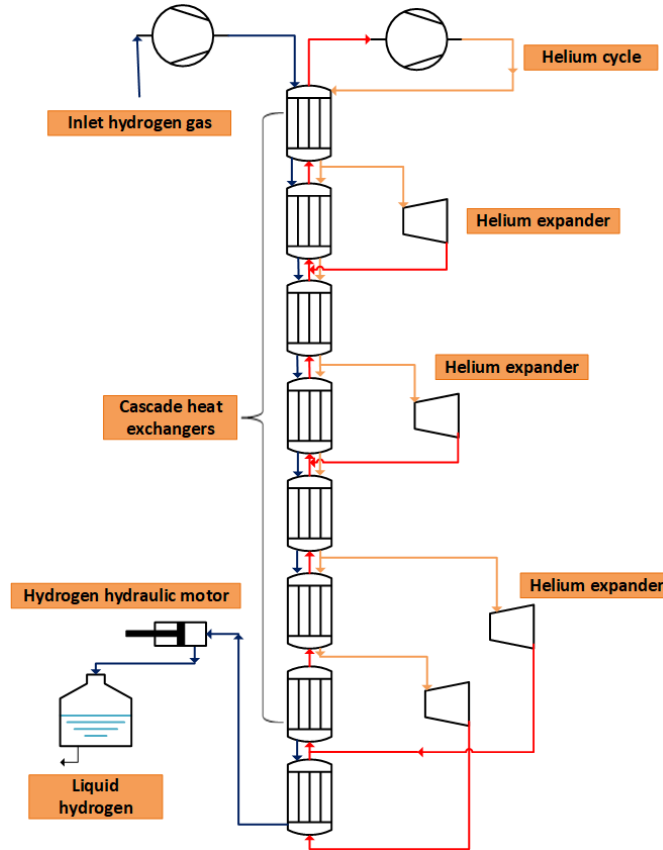 Helium cycle
Inlet hydrogen gas
Helium expander
Helium expander
Cascade heat
exchangers
Hydrogen hydraulic motor
Helium expander
Liquid
hydrogen